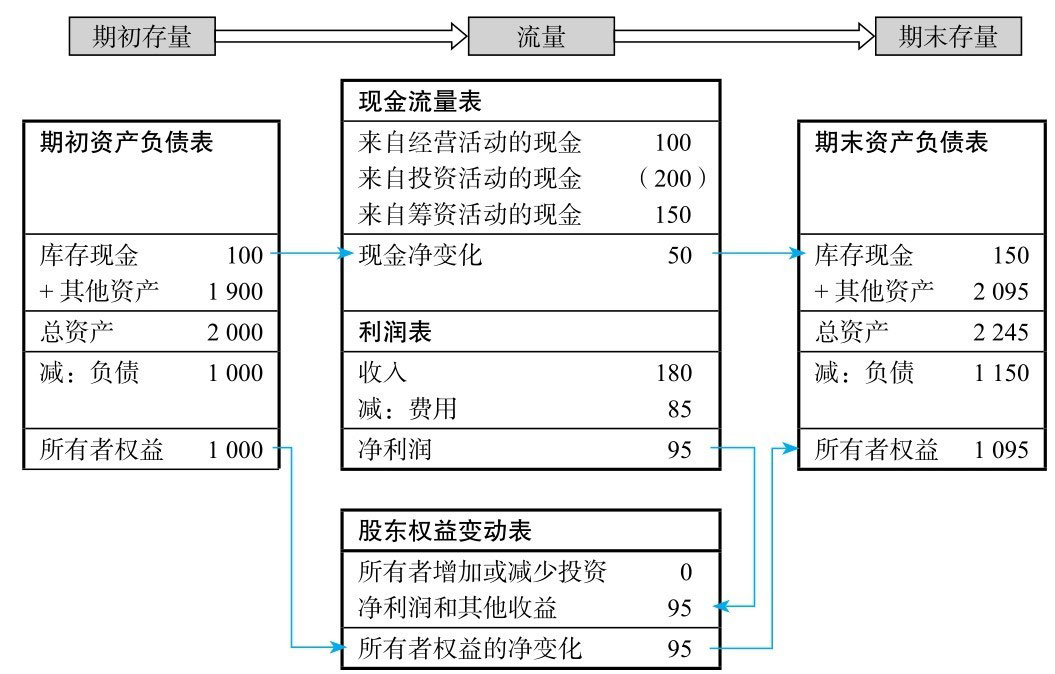 期初存量
流量
期末存量
期初资产负债表
库存现金 100
+ 其他资产 1 900
总资产 2 000
减：负债 1 000
所有者权益 1 000
现金流量表
来自经营活动的现金 100
来自投资活动的现金 （200）
来自筹资活动的现金 150
现金净变化 50
利润表
收入 180
减：费用 85
净利润 95
股东权益变动表
所有者增加或减少投资 0
净利润和其他收益 95
所有者权益的净变化 95
期末资产负债表
库存现金 150
+ 其他资产 2 095
总资产 2 245
减：负债 1 150
所有者权益 1 095